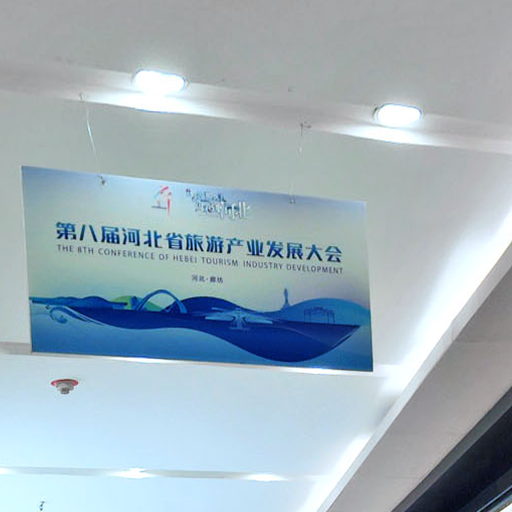 第八届河北省旅游产业发展大会
THE 8TH CONFERENCE OF HEBEI TOURISM INDUSTRY DEVELOPMENT
河北·廊坊